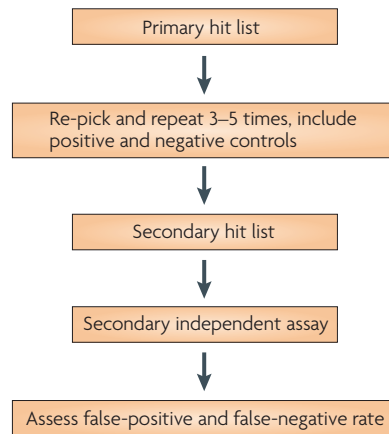 Primary hit list
Re-pick and repeat 3–5 times, include
positive and negative controls
Secondary hit list
Secondary independent assay
Assess false-positive and false-negative rate